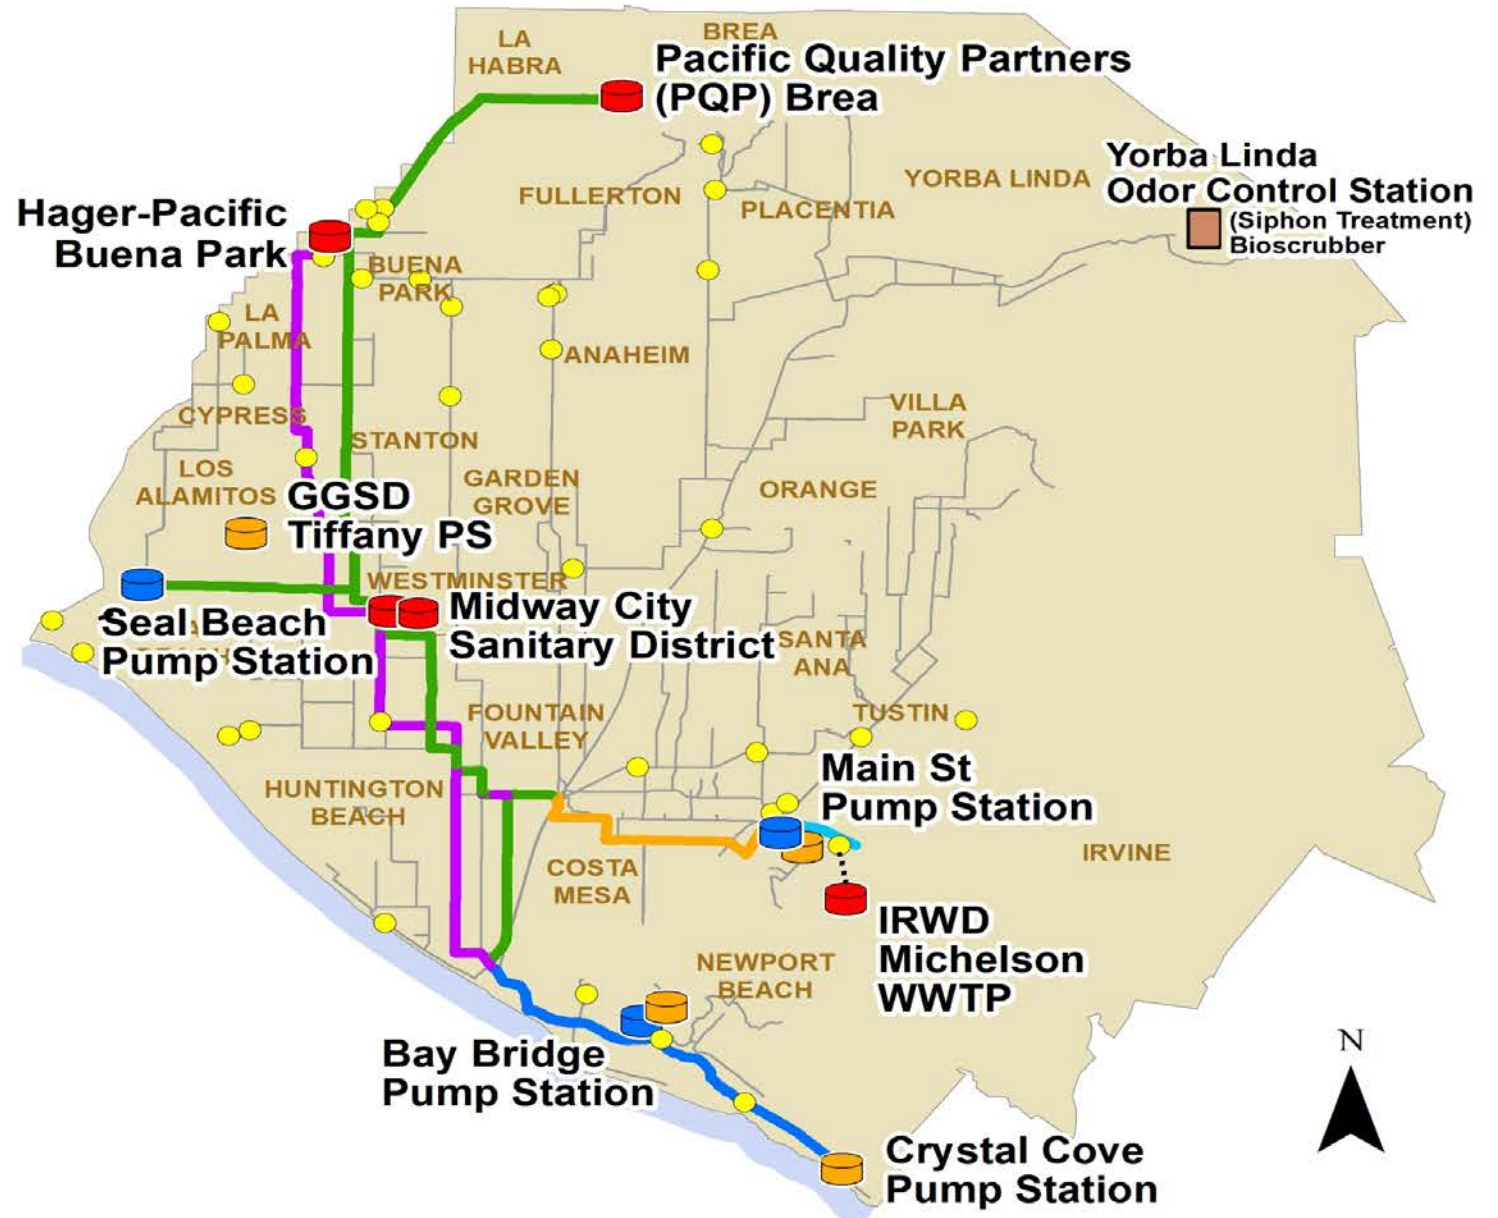 LA
HABRA
BREA
Pacific Quality Partners
(PQP) Brea
Yorba Linda
Odor Control Station
(Siphon Treatment)
Bioscrubber
YORBA LINDA
FULLERTON
PLACENTIA
Hager-Pacific
Buena Park
BUENA
PARK
LA
PALMA
ANAHEIM
CYPRESS
STANTON
VILLA
PARK
LOS
ALAMITOS
GGSD
Tiffany PS
GARDEN
GROVE
ORANGE
WESTMINSTER
Seal Beach
Pump Station
Midway City
Sanitary District
SANTA
ANA
FOUNTAIN
VALLEY
TUSTIN
Main St
Pump Station
HUNTINGTON
BEACH
COSTA
MESA
IRVINE
IRWD
Michelson
WWTP
NEWPORT
BEACH
Bay Bridge
Pump Station
N
Crystal Cove
Pump Station